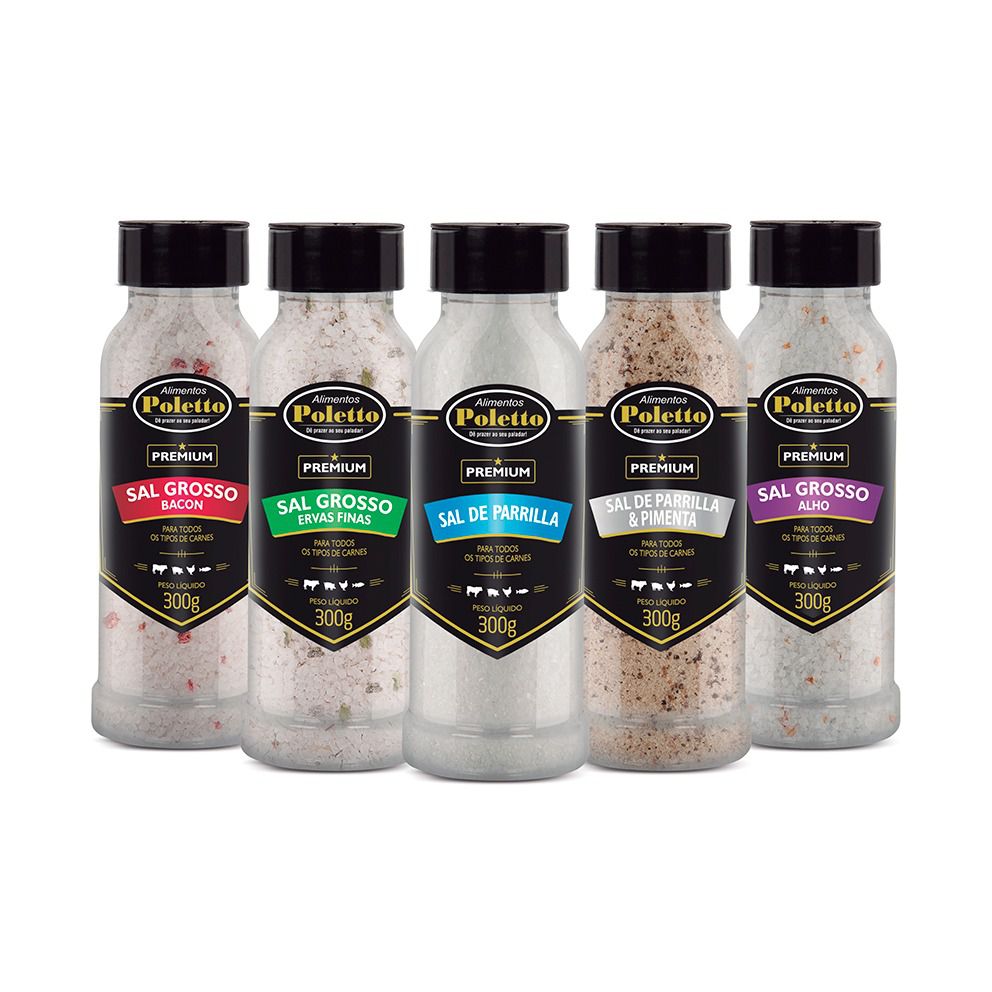 Alimentos
Poletto
Dê prazer ao seu paladar!
PREMIUM
SAL GROSSO
BACON
PARA TODOS
OS TIPOS DE CARNES
PESO LÍQUIDO
300g
Alimentos
Poletto
Dê prazer ao seu paladar!
PREMIUM
SAL GROSSO
ERVAS FINAS
PARA TODOS
OS TIPOS DE CARNES
PESO LÍQUIDO
300g
Alimentos
Poletto
Dê prazer ao seu paladar!
PREMIUM
SAL DE PARRILLA
PARA TODOS
OS TIPOS DE CARNES
PESO LÍQUIDO
300g
Alimentos
Poletto
Dê prazer ao seu paladar!
PREMIUM
SAL DE PARRILLA
& PIMENTA
PARA TODOS
OS TIPOS DE CARNES
PESO LÍQUIDO
300g
Alimentos
Poletto
Dê prazer ao seu paladar!
PREMIUM
SAL GROSSO
ALHO
PARA TODOS
OS TIPOS DE CARNES
PESO LÍQUIDO
300g